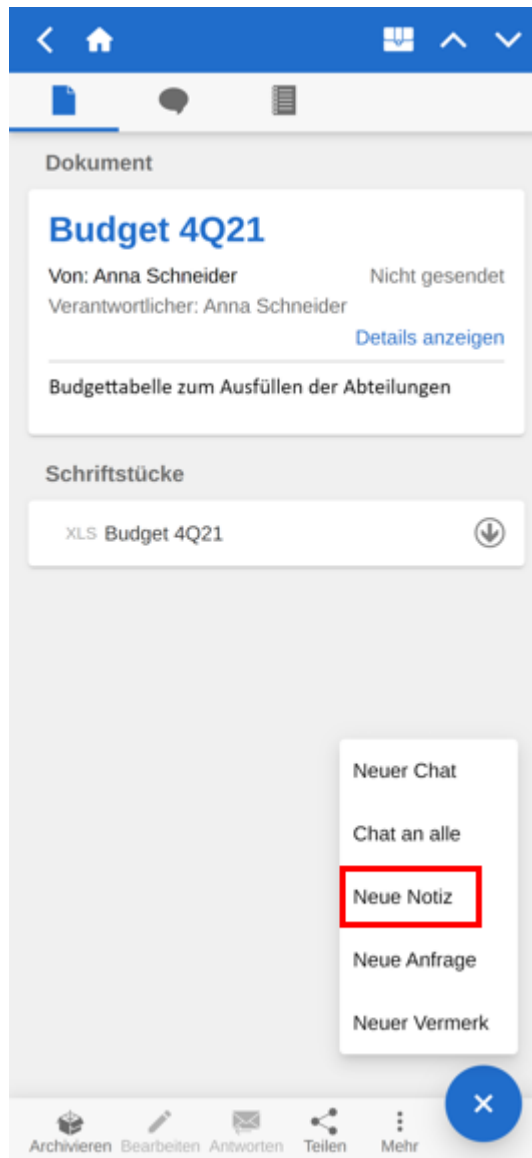 Dokument
Budget 4Q21
Von: Anna Schneider Nicht gesendet
Verantwortlicher: Anna Schneider
Details anzeigen
Budgettabelle zum Ausfüllen der Abteilungen
Schriftstücke
XLS Budget 4Q21
Neuer Chat
Chat an alle
Neue Notiz
Neue Anfrage
Neuer Vermerk
Archivieren Bearbeiten Antworten Teilen Mehr